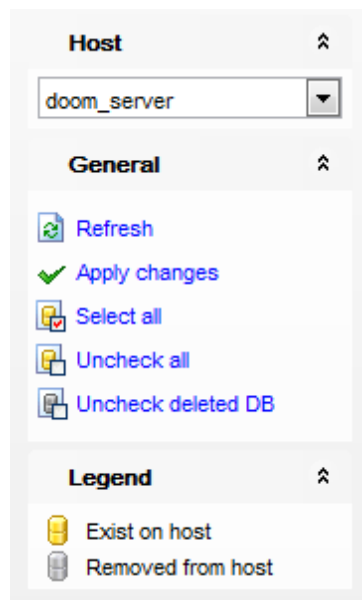 Host
doom_server
General
Refresh
Apply changes
Select all
Uncheck all
Uncheck deleted DB
Legend
Exist on host
Removed from host